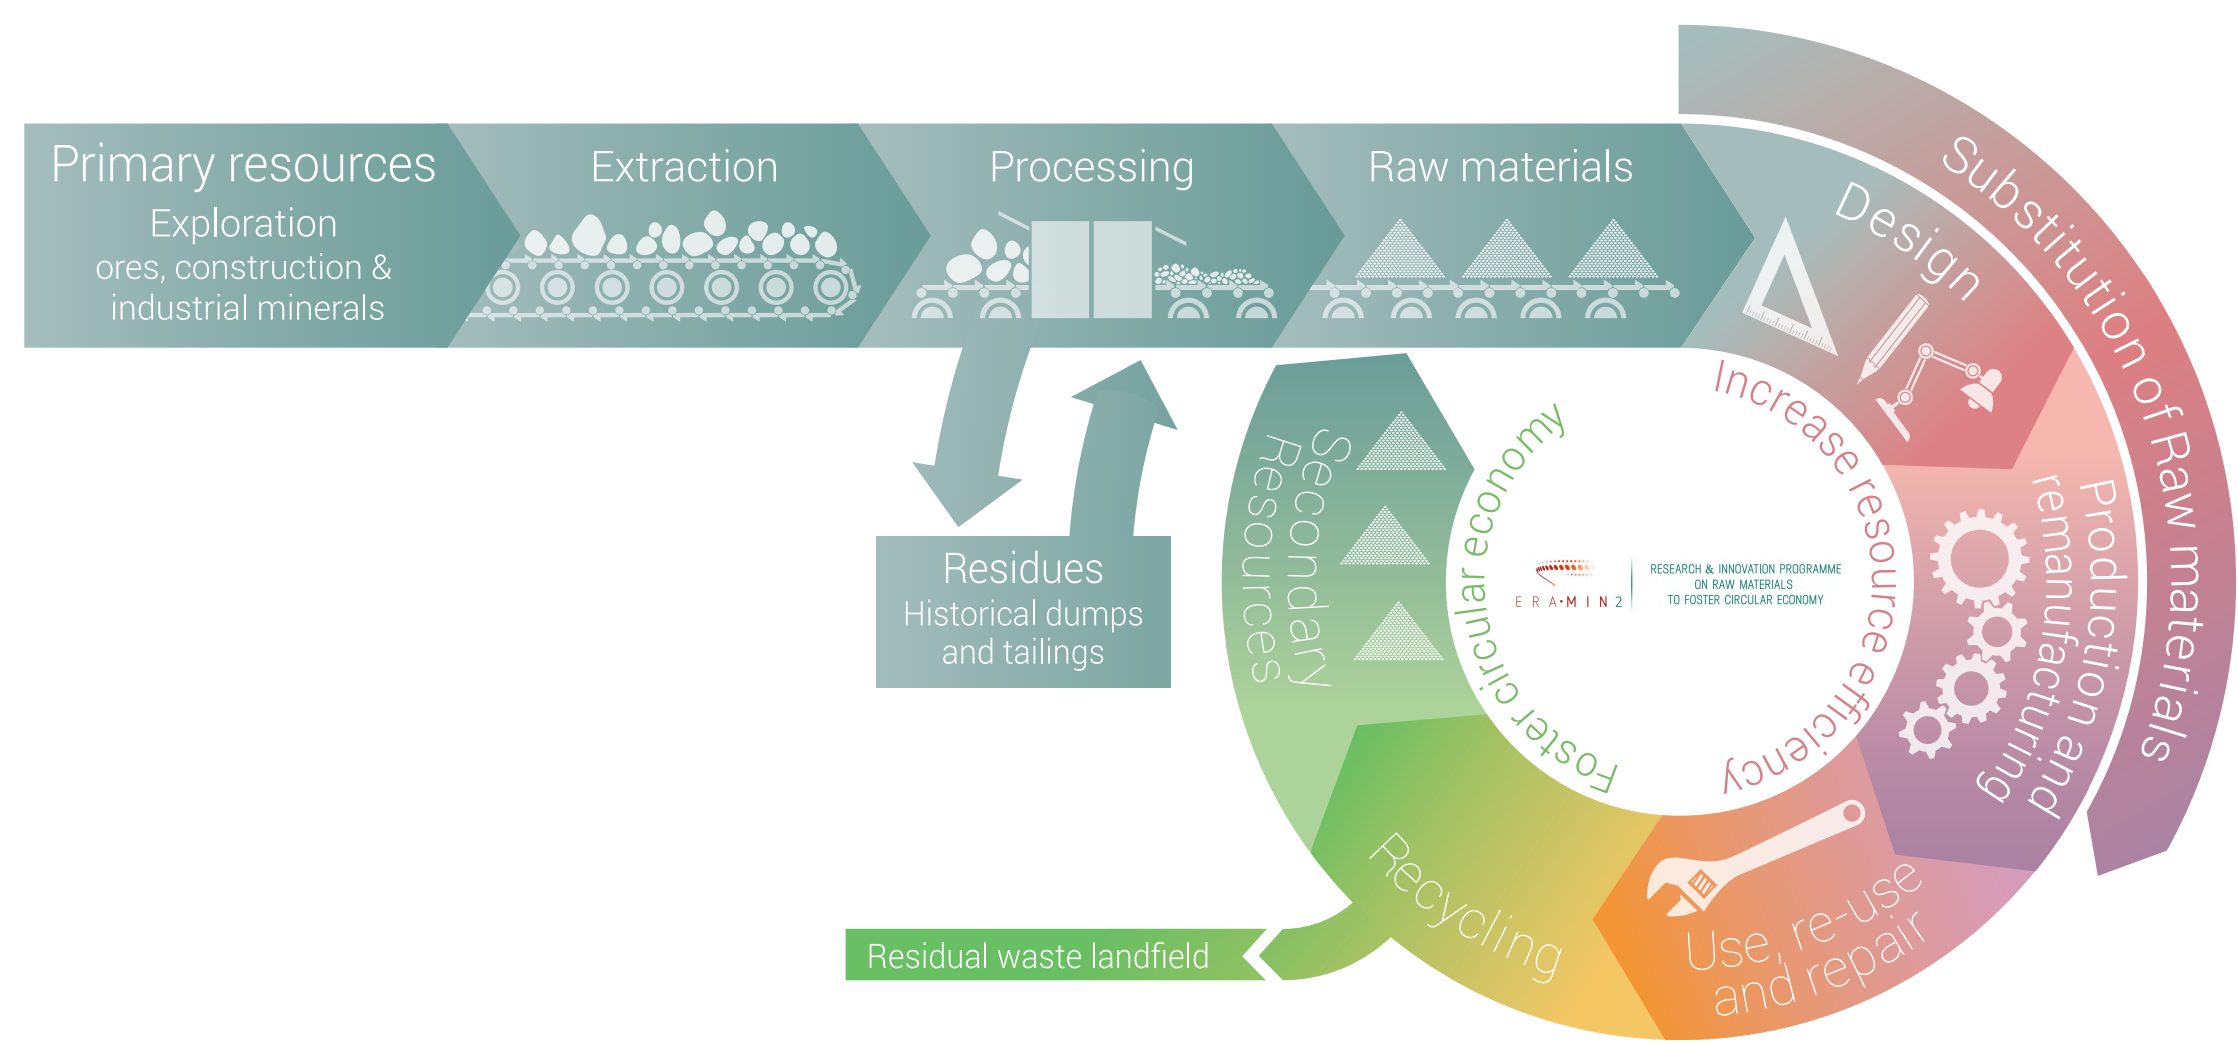 Primary resources
Exploration
ores, construction &
industrial minerals
Extraction
Processing
Raw materials
Design
Substitution of Raw materials
Increase resource efficiency
Production and
remanufacturing
Use, re-use
and repair
Recycling
Secondary
Resources
Foster circular economy
ERA·MIN2
RESEARCH & INNOVATION PROGRAMME
ON RAW MATERIALS
TO FOSTER CIRCULAR ECONOMY
Residues
Historical dumps
and tailings
Residual waste landfield